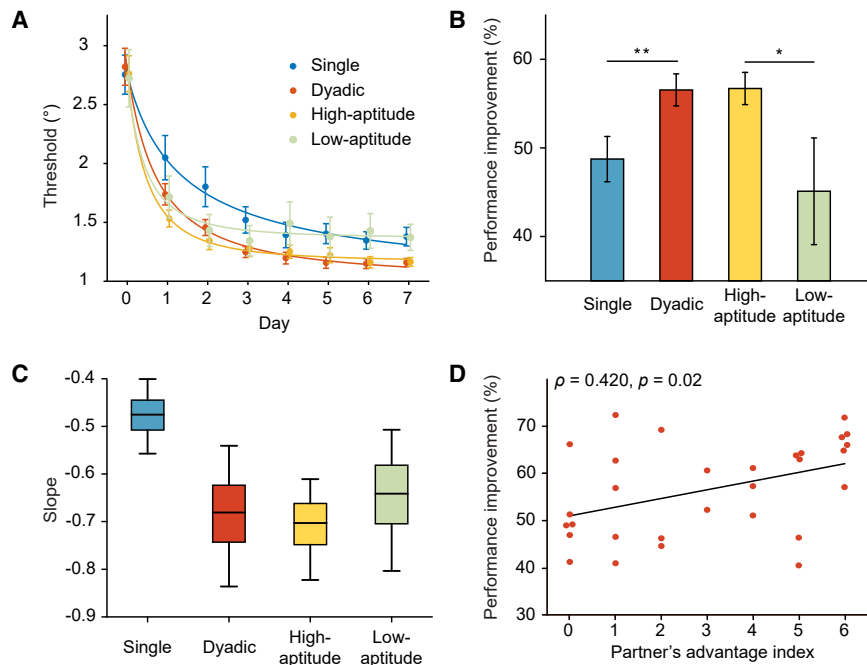 A
3
2.5
2
1.5
1
Threshold (°)
0 1 2 3 4 5 6 7
Day
Single
Dyadic
High-aptitude
Low-aptitude
B
Performance improvement (%)
60
50
40
**
*
Single
Dyadic
High-
aptitude
Low-
aptitude
C
Slope
-0.4
-0.5
-0.6
-0.7
-0.8
-0.9
Single
Dyadic
High-
aptitude
Low-
aptitude
D
ρ = 0.420, p = 0.02
Performance improvement (%)
70
60
50
40
30
0 1 2 3 4 5 6
Partner's advantage index